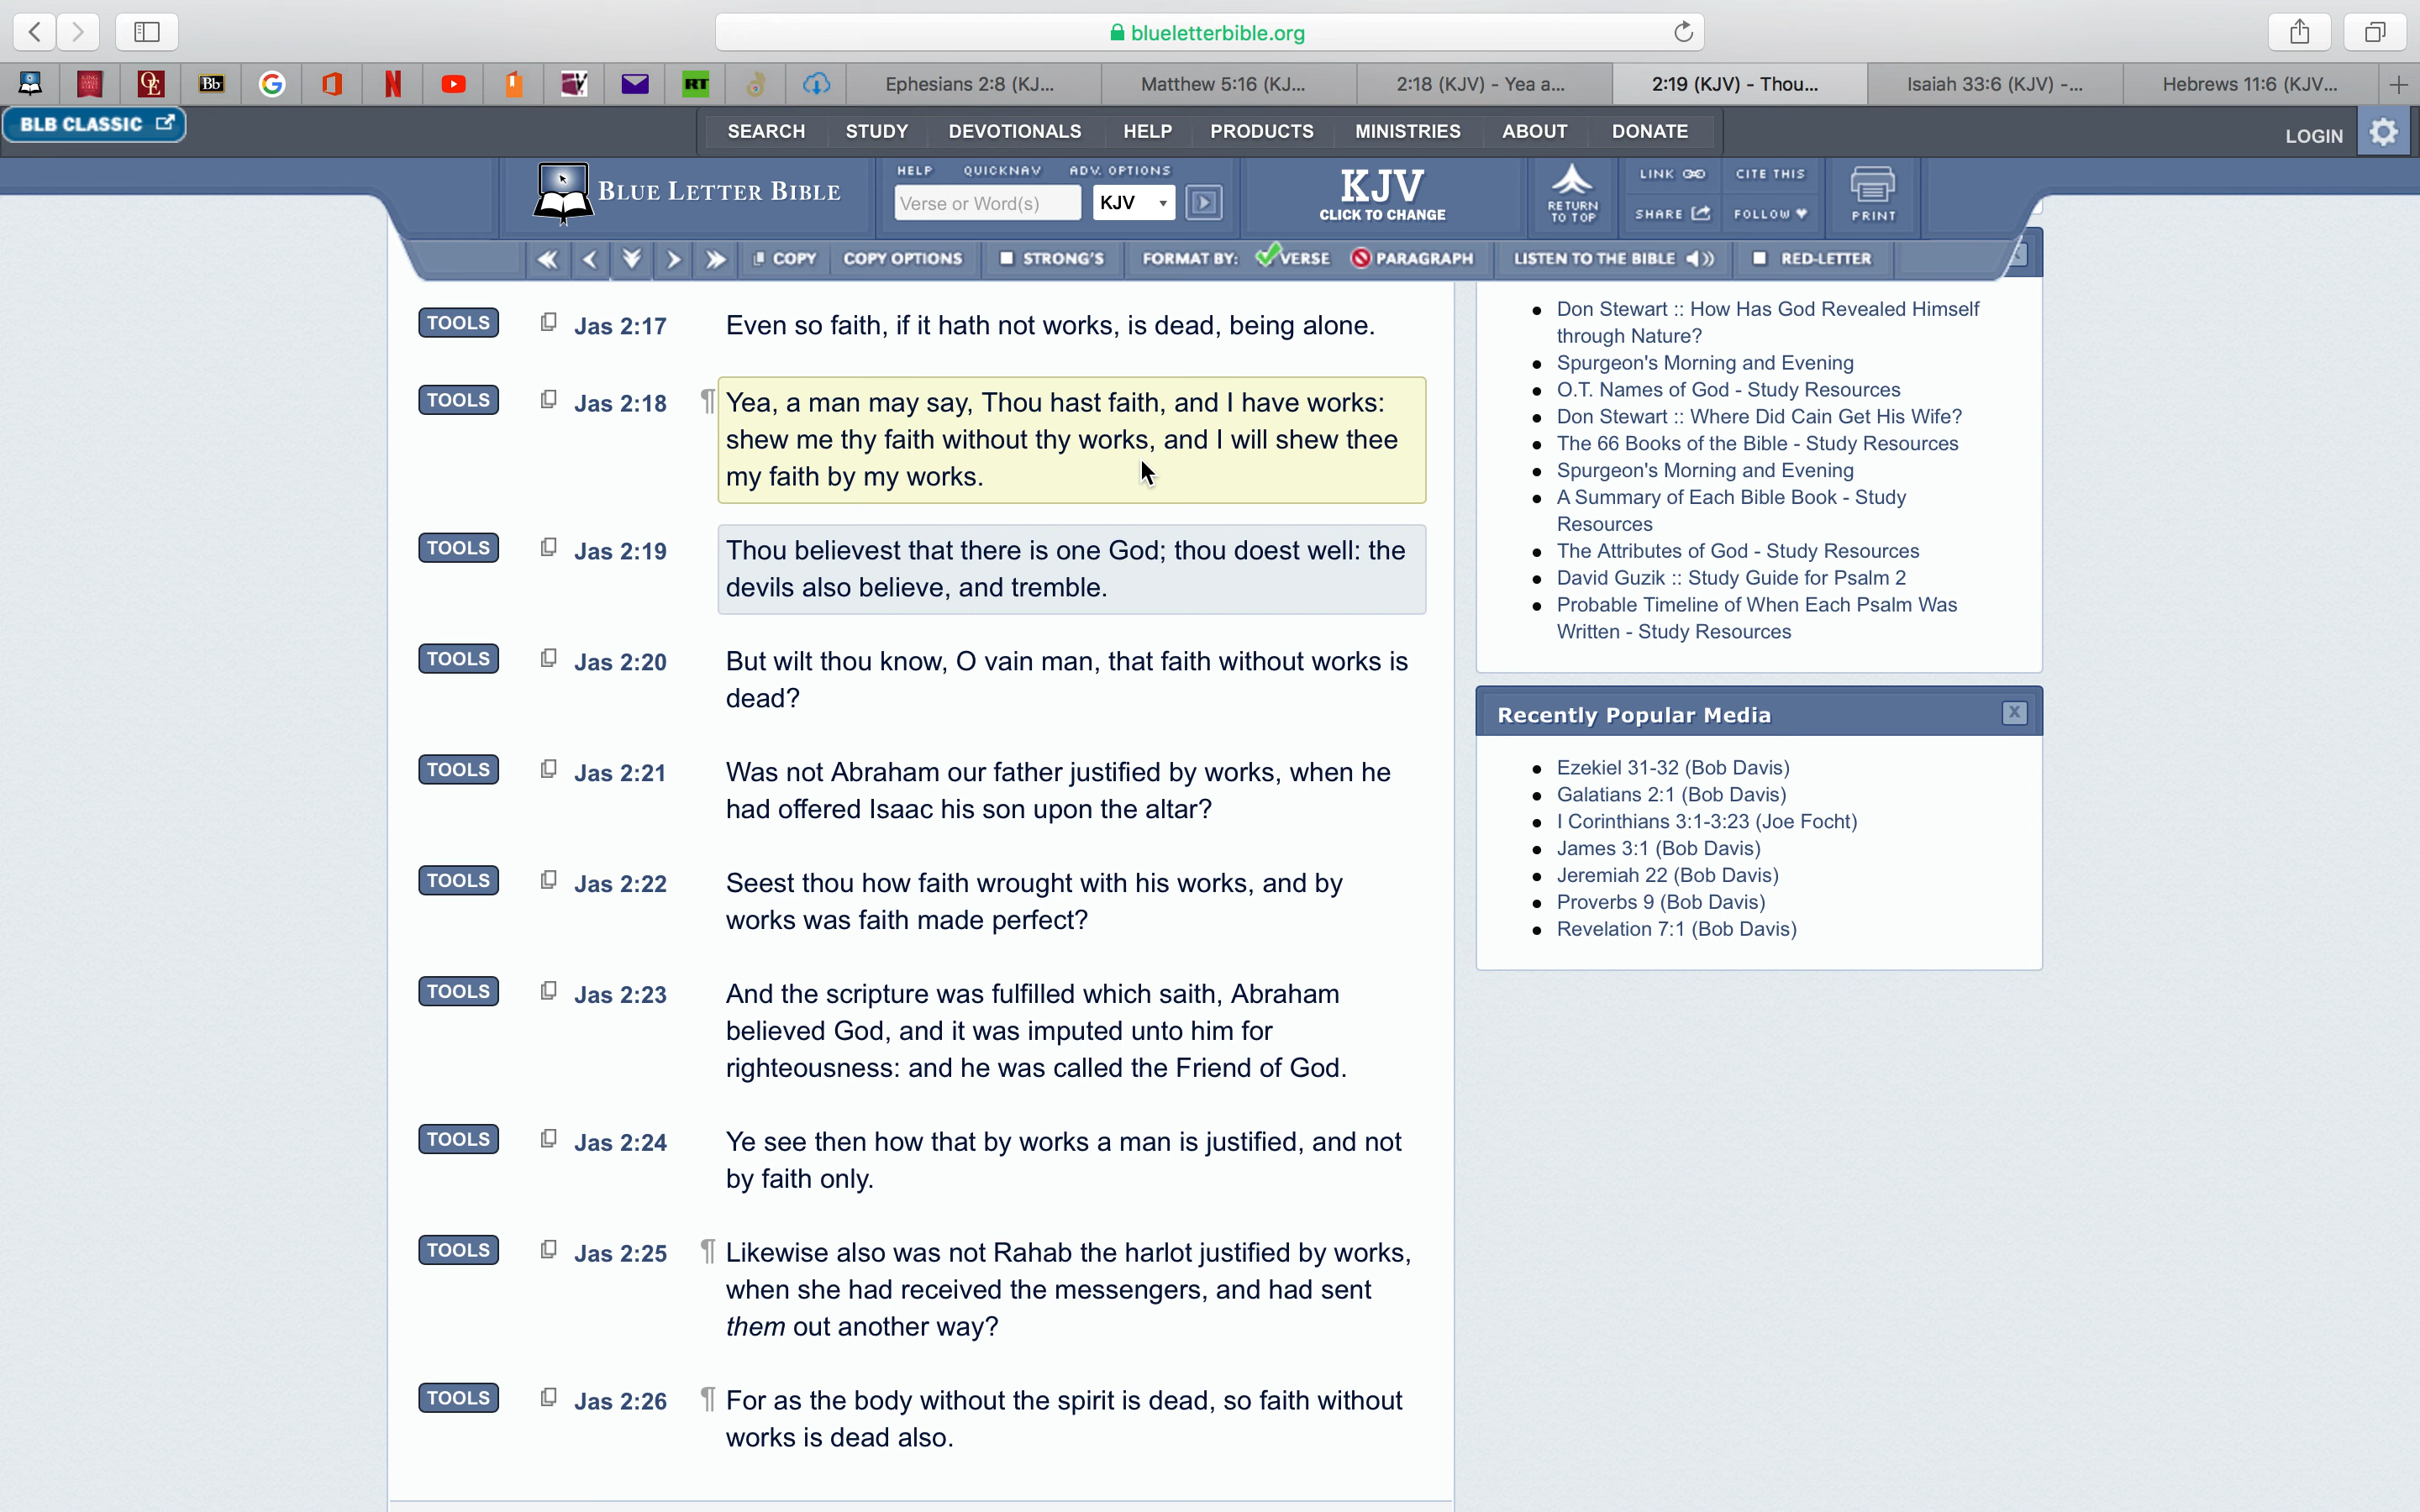 blueletterbible.org
Bb
RT
Ephesians 2:8 (KJ...
Matthew 5:16 (KJ...
2:18 (KJV) - Yea a...
2:19 (KJV) - Thou...
Isaiah 33:6 (KJV) -...
Hebrews 11:6 (KJV...
BLB CLASSIC
SEARCH STUDY DEVOTIONALS HELP PRODUCTS MINISTRIES ABOUT DONATE
LOGIN
BLUE LETTER BIBLE
HELP QUICKNAV ADV. OPTIONS
Verse or Word(s)
KJV
KJV
CLICK TO CHANGE
RETURN
TO TOP
LINK
CITE THIS
SHARE
FOLLOW
PRINT
COPY COPY OPTIONS STRONG'S FORMAT BY: VERSE PARAGRAPH LISTEN TO THE BIBLE RED-LETTER
TOOLS Jas 2:17 Even so faith, if it hath not works, is dead, being alone.
TOOLS Jas 2:18 ¶ Yea, a man may say, Thou hast faith, and I have works:
shew me thy faith without thy works, and I will shew thee
my faith by my works.
TOOLS Jas 2:19 Thou believest that there is one God; thou doest well: the
devils also believe, and tremble.
TOOLS Jas 2:20 But wilt thou know, O vain man, that faith without works is
dead?
TOOLS Jas 2:21 Was not Abraham our father justified by works, when he
had offered Isaac his son upon the altar?
TOOLS Jas 2:22 Seest thou how faith wrought with his works, and by
works was faith made perfect?
TOOLS Jas 2:23 And the scripture was fulfilled which saith, Abraham
believed God, and it was imputed unto him for
righteousness: and he was called the Friend of God.
TOOLS Jas 2:24 Ye see then how that by works a man is justified, and not
by faith only.
TOOLS Jas 2:25 ¶ Likewise also was not Rahab the harlot justified by works,
when she had received the messengers, and had sent
them out another way?
TOOLS Jas 2:26 ¶ For as the body without the spirit is dead, so faith without
works is dead also.
Don Stewart :: How Has God Revealed Himself
through Nature?
Spurgeon's Morning and Evening
O.T. Names of God - Study Resources
Don Stewart :: Where Did Cain Get His Wife?
The 66 Books of the Bible - Study Resources
Spurgeon's Morning and Evening
A Summary of Each Bible Book - Study
Resources
The Attributes of God - Study Resources
David Guzik :: Study Guide for Psalm 2
Probable Timeline of When Each Psalm Was
Written - Study Resources
Recently Popular Media
X
Ezekiel 31-32 (Bob Davis)
Galatians 2:1 (Bob Davis)
I Corinthians 3:1-3:23 (Joe Focht)
James 3:1 (Bob Davis)
Jeremiah 22 (Bob Davis)
Proverbs 9 (Bob Davis)
Revelation 7:1 (Bob Davis)